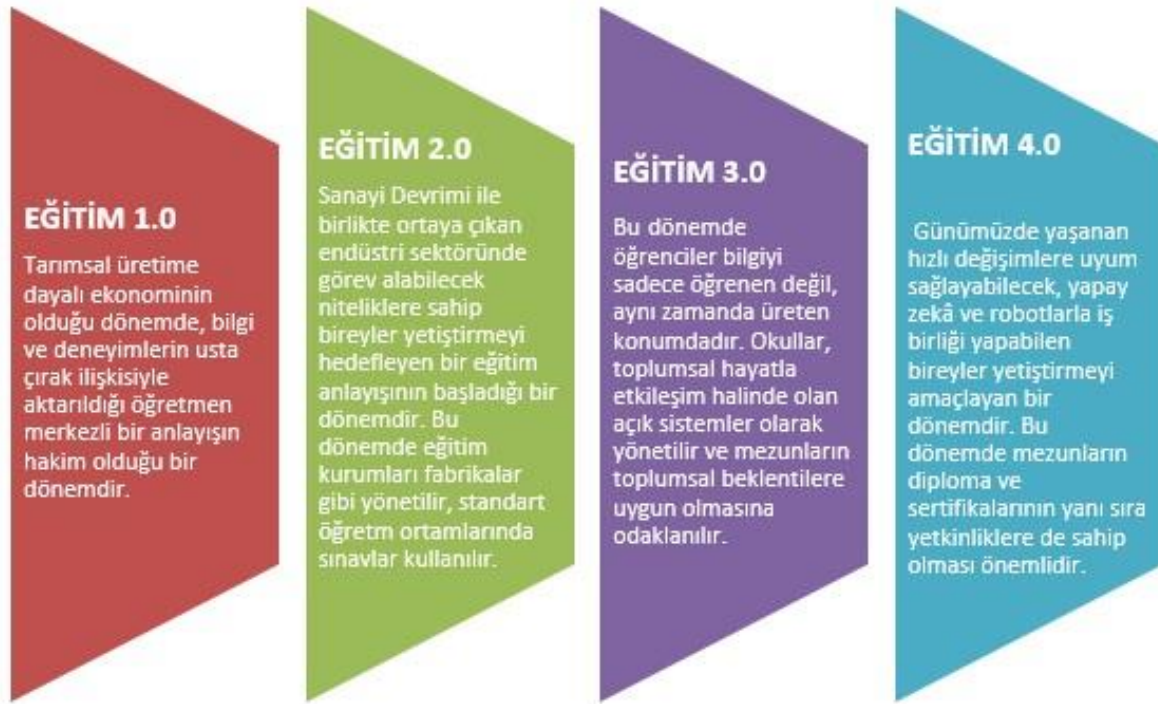 EĞİTİM 1.0
Tarımsal üretime
dayalı ekonominin
olduğu dönemde, bilgi
ve deneyimlerin usta
çırak ilişkisiyle
aktarıldığı öğretmen
merkezli bir anlayışın
hakim olduğu bir
dönemdir.
EĞİTİM 2.0
Sanayi Devrimi ile
birlikte ortaya çıkan
endüstri sektöründe
görev alabilecek
niteliklere sahip
bireyler yetiştirmeyi
hedefleyen bir eğitim
anlayışının başladığı bir
dönemdir. Bu
dönemde eğitim
kurumları fabrikalar
gibi yönetilir, standart
öğretm ortamlarında
sınavlar kullanılır.
EĞİTİM 3.0
Bu dönemde
öğrenciler bilgiyi
sadece öğrenen değil,
aynı zamanda üreten
konumdadır. Okullar,
toplumsal hayatla
etkileşim halinde olan
açık sistemler olarak
yönetilir ve mezunların
toplumsal beklentilere
uygun olmasına
odaklanılır.
EĞİTİM 4.0
Günümüzde yaşanan
hızlı değişimlere uyum
sağlayabilecek, yapay
zekâ ve robotlarla iş
birliği yapabilen
bireyler yetiştirmeyi
amaçlayan bir
dönemdir. Bu
dönemde mezunların
diploma ve
sertifikalarının yanı sıra
yetkinliklere de sahip
olması önemlidir.